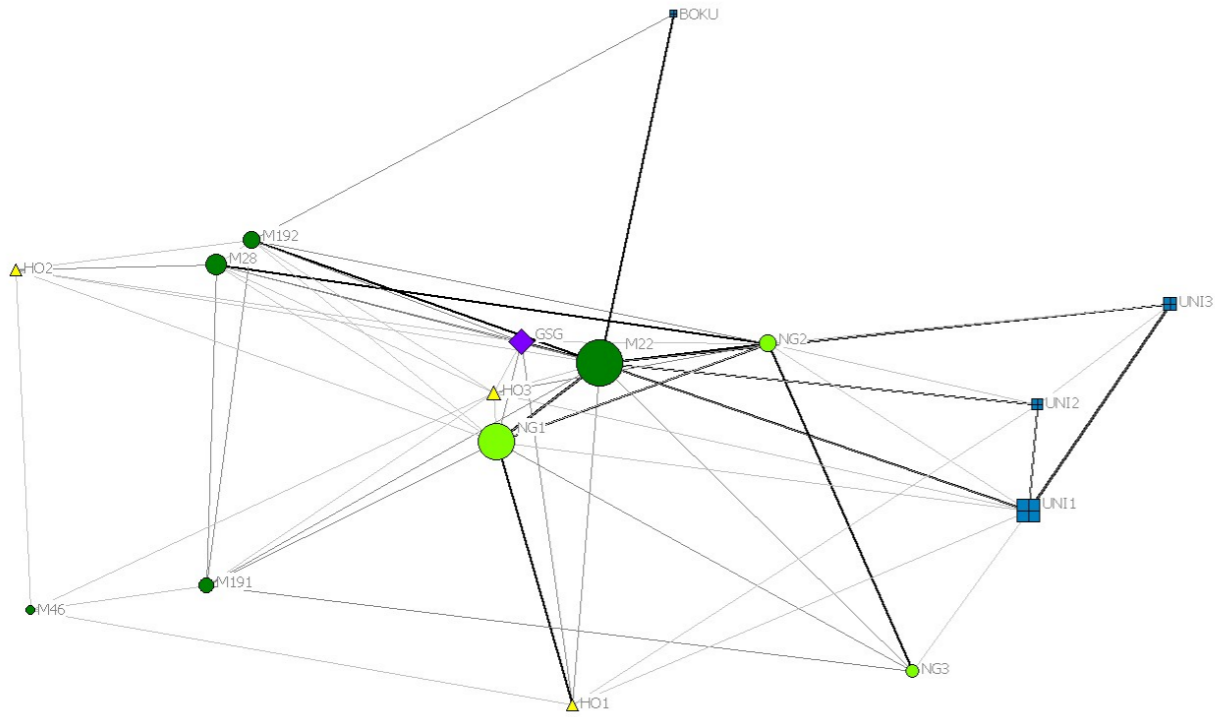 BOKU
M192
M28
HO2
UNI3
GSG
NG2
M22
HO3
UNI2
NG1
UNI1
M191
M46
NG3
HO1